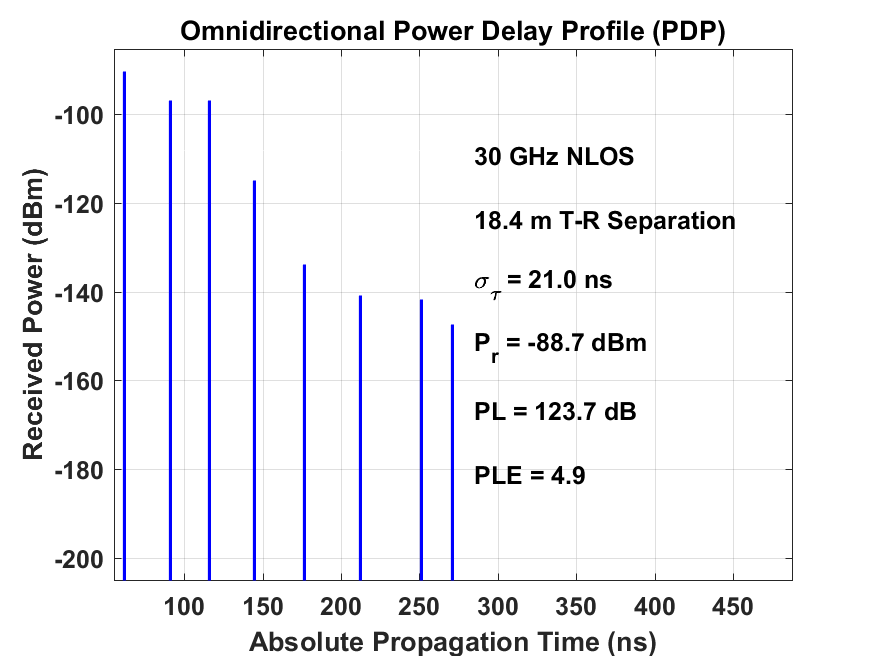 Omnidirectional Power Delay Profile (PDP)
Received Power (dBm)
-100
-120
-140
-160
-180
-200
30 GHz NLOS
18.4 m T-R Separation
σ_τ = 21.0 ns
P_r = -88.7 dBm
PL = 123.7 dB
PLE = 4.9
100 150 200 250 300 350 400 450
Absolute Propagation Time (ns)